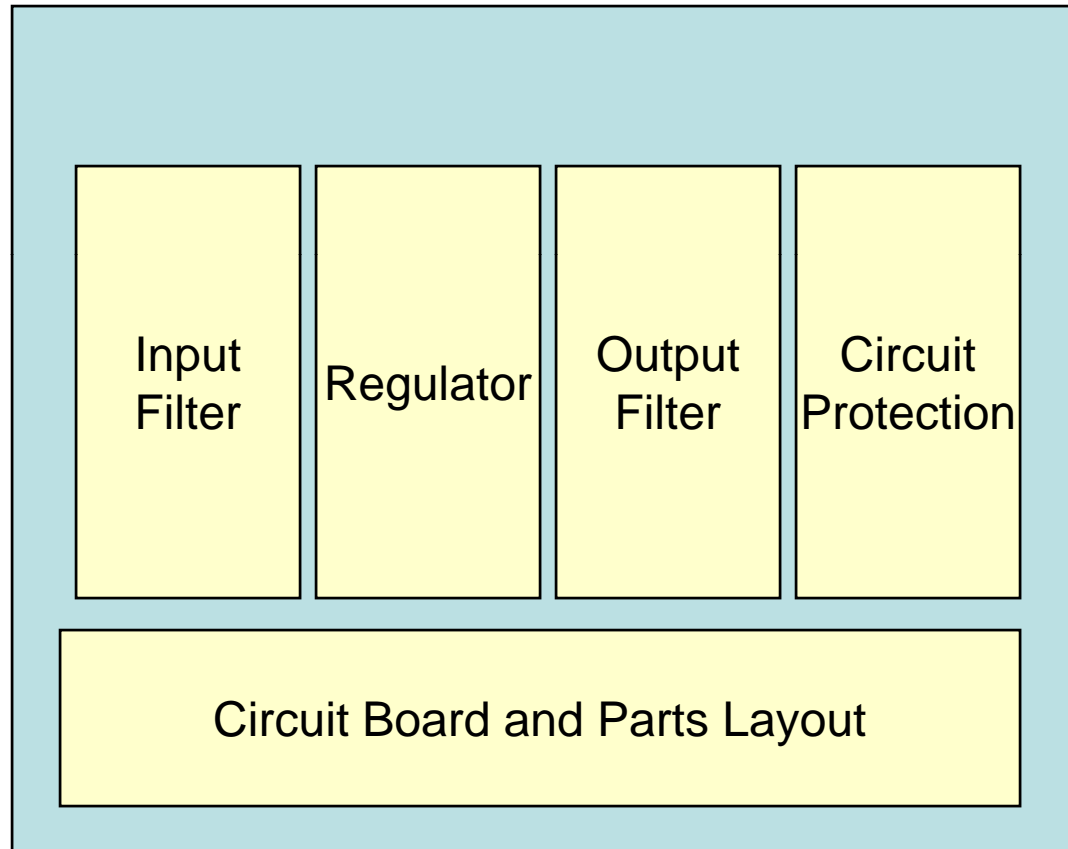 Input
Filter
Regulator
Output
Filter
Circuit
Protection
Circuit Board and Parts Layout